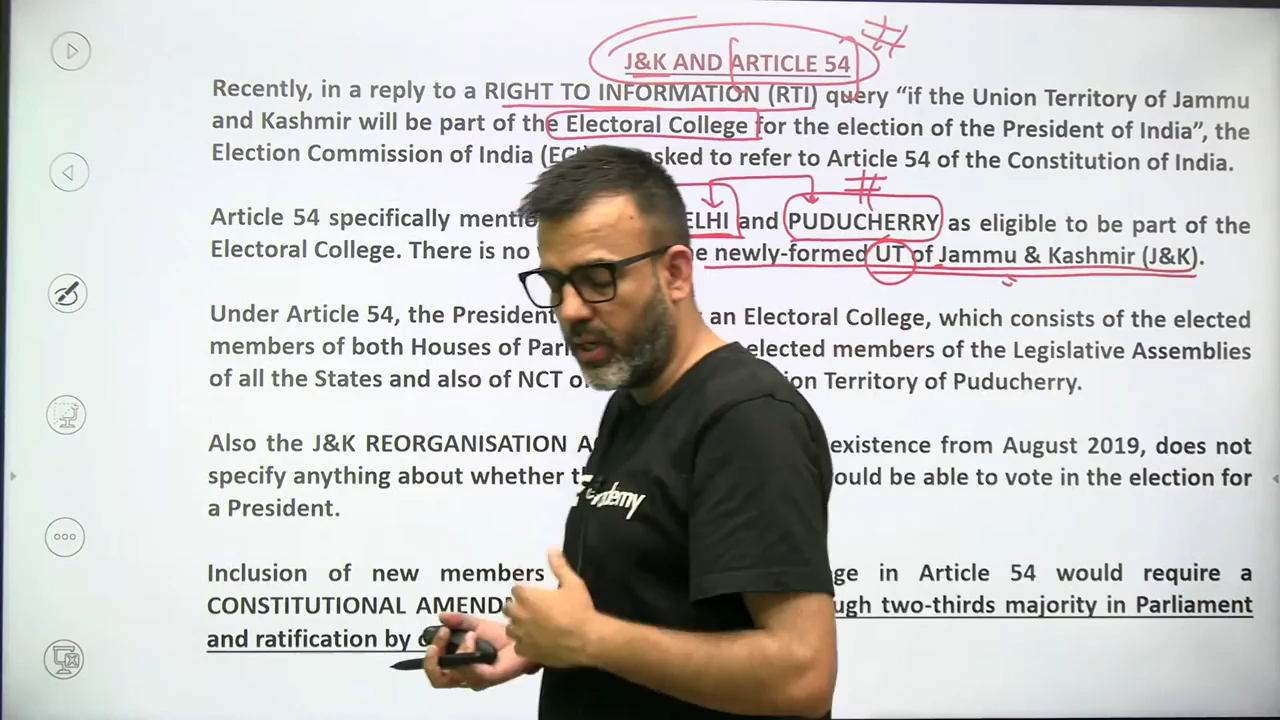 J&K AND ARTICLE 54
Recently, in a reply to a RIGHT TO INFORMATION (RTI) query “if the Union Territory of Jammu
and Kashmir will be part of the Electoral College for the election of the President of India”, the
Election Commission of India (ECI) asked to refer to Article 54 of the Constitution of India.
Article 54 specifically and PUDUCHERRY as eligible to be part of the
Electoral College. There is no newly-formed UT of Jammu & Kashmir (J&K).
Under Article 54, the President an Electoral College, which consists of the elected
members of both Houses of elected members of the Legislative Assemblies
of all the States and also of NCT Territory of Puducherry.
Also the J&K REORGANISATION existence from August 2019, does not
specify anything about whether be able to vote in the election for
a President.
Inclusion of new members in Article 54 would require a
CONSTITUTIONAL two-thirds majority in Parliament
and ratification by